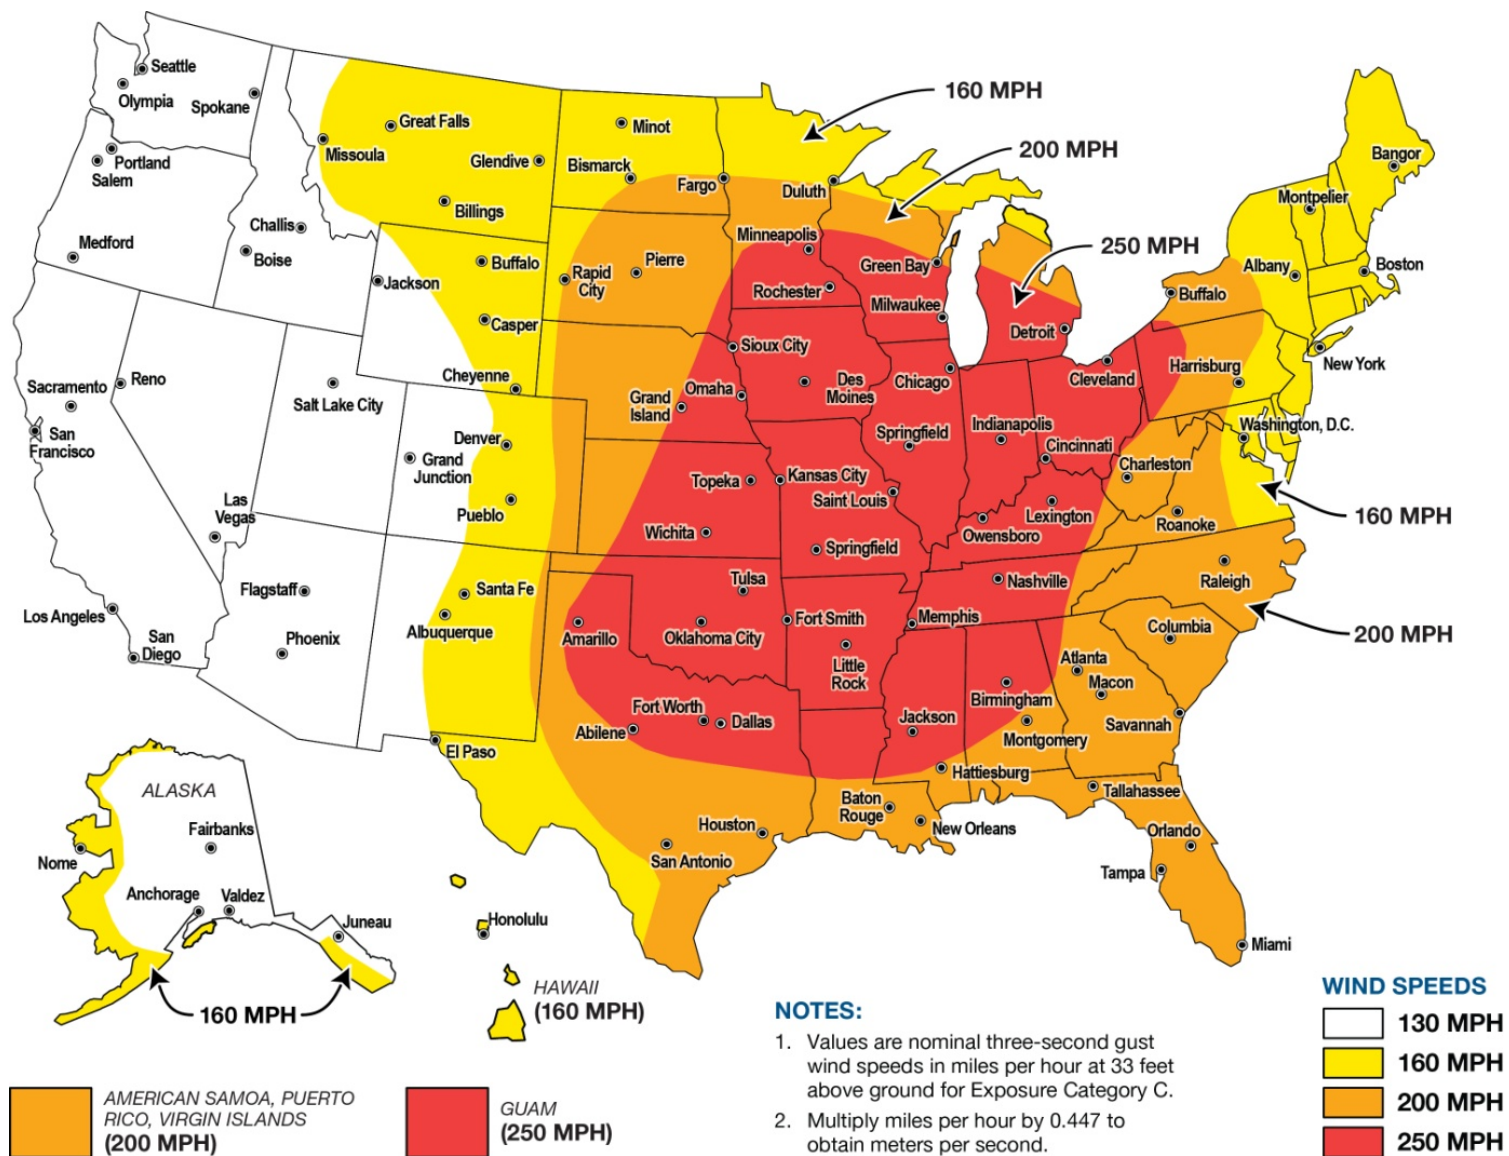 Seattle
Olympia
Spokane
Portland
Salem
Medford
Challis
Boise
Great Falls
Missoula
Glendive
Billings
Minot
Bismarck
Fargo
Duluth
160 MPH
200 MPH
250 MPH
Bangor
Montpelier
Albany
Boston
Buffalo
New York
Jackson
Buffalo
Casper
Cheyenne
Rapid
City
Pierre
Minneapolis
Rochester
Green Bay
Milwaukee
Detroit
Cleveland
Harrisburg
Washington, D.C.
Sacramento
Reno
San
Francisco
Salt Lake City
Las
Vegas
Denver
Grand
Junction
Pueblo
Sioux City
Omaha
Grand
Island
Des
Moines
Chicago
Springfield
Indianapolis
Cincinnati
Charleston
160 MPH
Topeka
Kansas City
Saint Louis
Wichita
Springfield
Owensboro
Lexington
Roanoke
Raleigh
200 MPH
Los Angeles
San
Diego
Flagstaff
Phoenix
Santa Fe
Albuquerque
Amarillo
Tulsa
Oklahoma City
Fort Smith
Little
Rock
Memphis
Nashville
Columbia
Atlanta
Macon
Savannah
Birmingham
Montgomery
Jackson
Hattiesburg
Fort Worth
Dallas
Abilene
El Paso
Houston
San Antonio
Baton
Rouge
New Orleans
Tallahassee
Orlando
Tampa
Miami
ALASKA
Fairbanks
Nome
Anchorage
Valdez
Juneau
160 MPH
Honolulu
HAWAII
(160 MPH)
AMERICAN SAMOA, PUERTO
RICO, VIRGIN ISLANDS
(200 MPH)
GUAM
(250 MPH)
NOTES:
1. Values are nominal three-second gust
wind speeds in miles per hour at 33 feet
above ground for Exposure Category C.
2. Multiply miles per hour by 0.447 to
obtain meters per second.
WIND SPEEDS
130 MPH
160 MPH
200 MPH
250 MPH